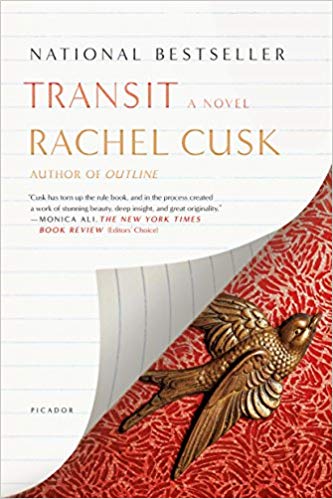 NATIONAL BESTSELLER
TRANSIT A NOVEL
RACHEL CUSK
AUTHOR OF OUTLINE
"Cusk has torn up the rule book, and in the process created
a work of stunning beauty, deep insight, and great originality."
—MONICA ALI, THE NEW YORK TIMES
BOOK REVIEW (Editors' Choice)
PICADOR